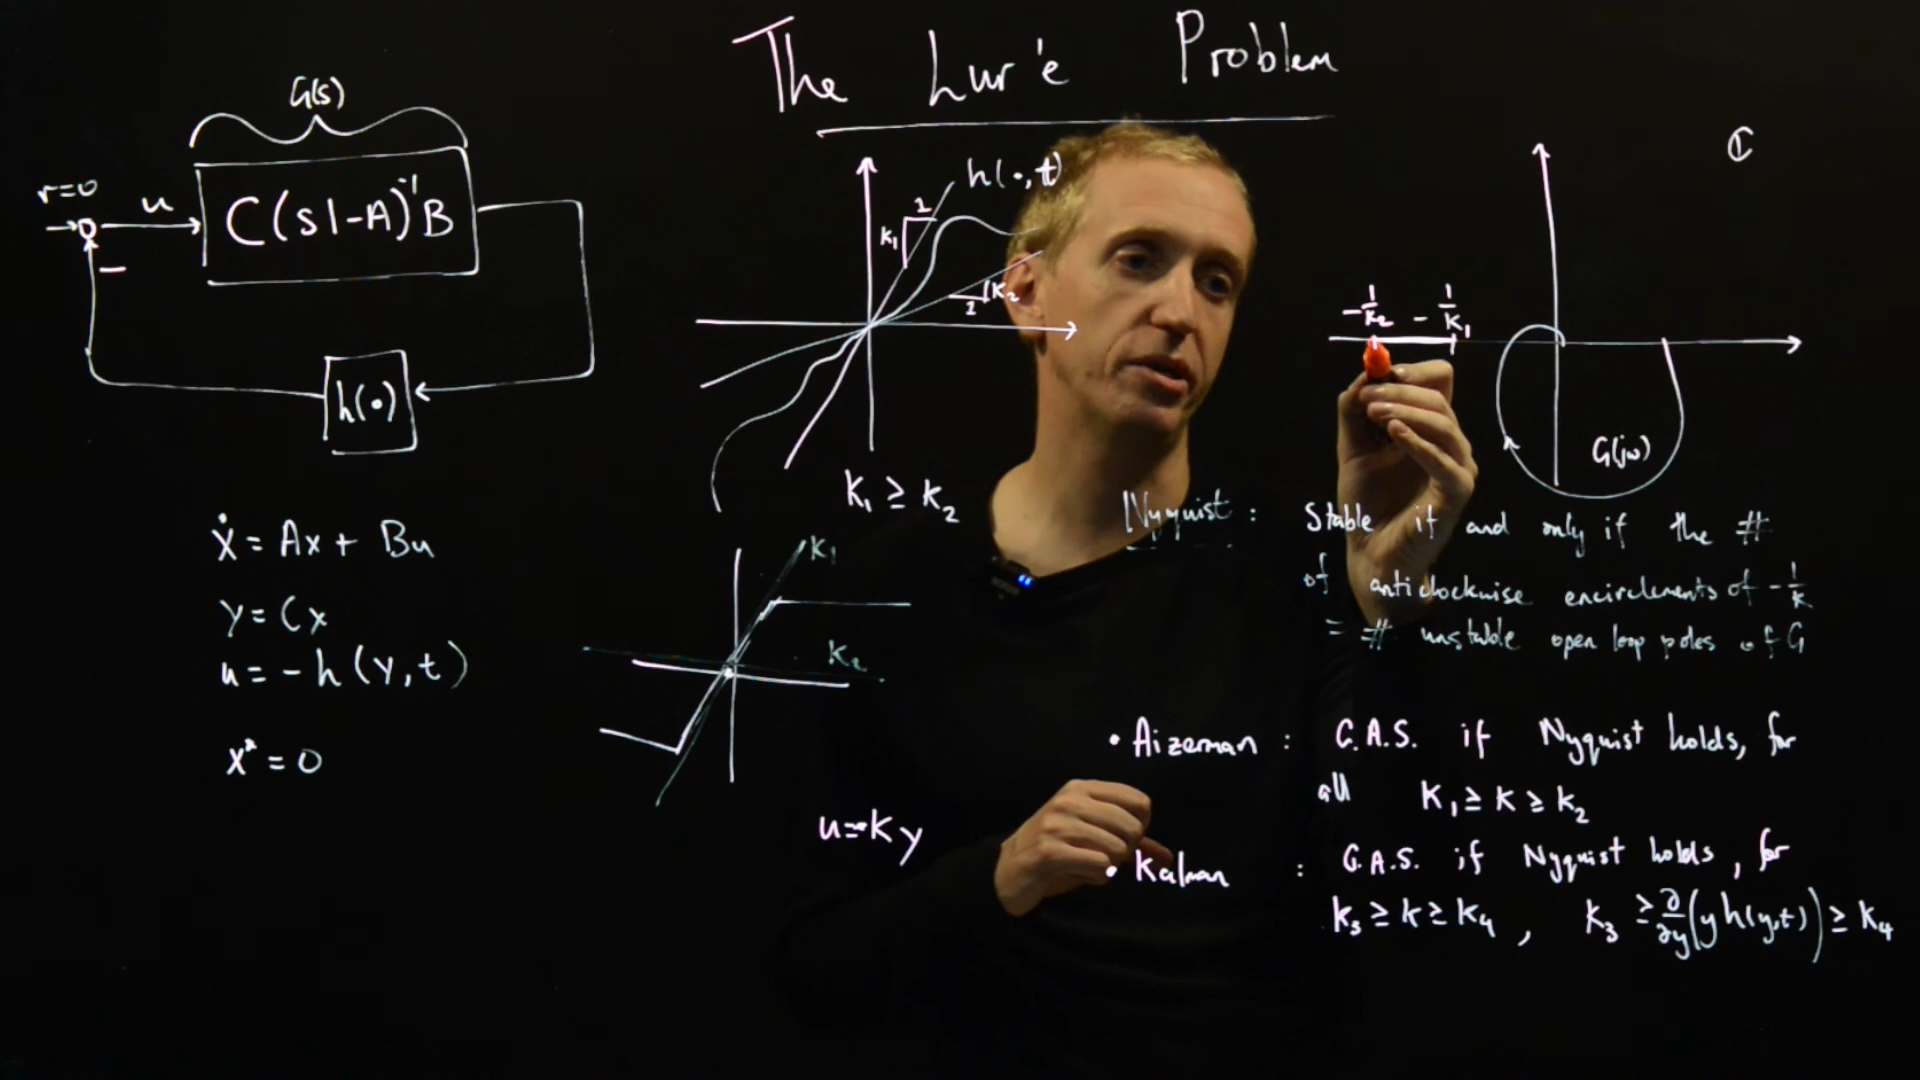 The Lur'e Problem
G(s)
r=0
u
C(sI-A)⁻¹B
−
h(·)
ẋ = Ax + Bu
y = Cx
u = -h(y,t)
x* = 0
h(·,t)
1
K₁
K₂
1
K₁ ≥ K₂
K₁
K₂
u=-Ky
ℂ
-1/K₂ -1/K₁
G(jω)
Nyquist : Stable if and only if the #
of anticlockwise encirclements of -1/K
= # unstable open loop poles of G
• Aizerman : G.A.S. if Nyquist holds, for
all K₁ ≥ K ≥ K₂
• Kalman : G.A.S. if Nyquist holds, for
K₃ ≥ K ≥ K₄, K₃ ≥ ∂/∂y(y h(y,t)) ≥ K₄